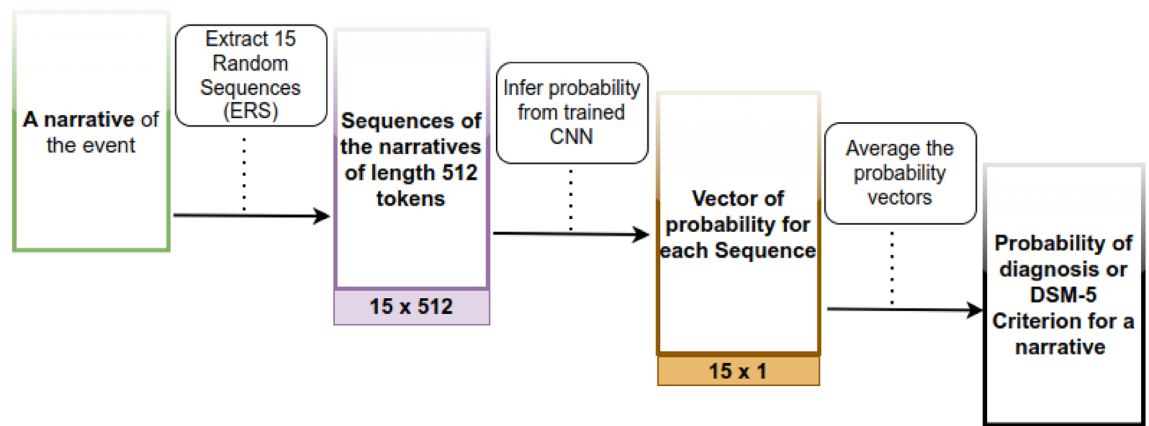 A narrative of
the event
Extract 15
Random
Sequences
(ERS)
Sequences of
the narratives
of length 512
tokens
15 x 512
Infer probability
from trained
CNN
Vector of
probability for
each Sequence
15 x 1
Average the
probability
vectors
Probability of
diagnosis or
DSM-5
Criterion for a
narrative